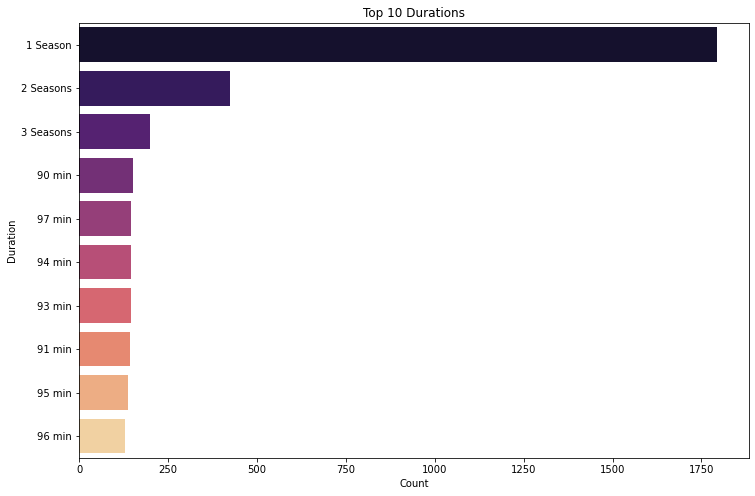 Top 10 Durations
Duration
1 Season
2 Seasons
3 Seasons
90 min
97 min
94 min
93 min
91 min
95 min
96 min
0 250 500 750 1000 1250 1500 1750
Count